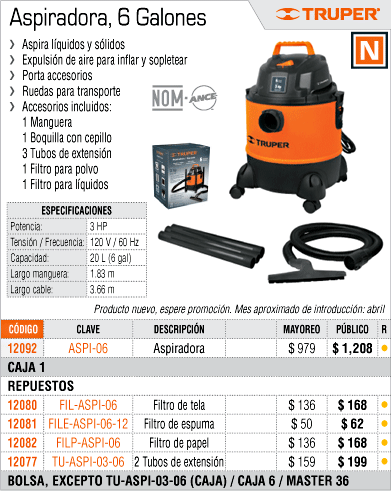 Aspiradora, 6 Galones
TRUPER
N
Aspira líquidos y sólidos
Expulsión de aire para inflar y sopletear
Porta accesorios
Ruedas para transporte
Accesorios incluidos:
1 Manguera
1 Boquilla con cepillo
3 Tubos de extensión
1 Filtro para polvo
1 Filtro para líquidos
NOM-ANCE
TRUPER
TRUPER
ESPECIFICACIONES
Potencia: 3 HP
Tensión / Frecuencia: 120 V / 60 Hz
Capacidad: 20 L (6 gal)
Largo manguera: 1.83 m
Largo cable: 3.66 m
Producto nuevo, espere promoción. Mes aproximado de introducción: abril
CÓDIGO CLAVE DESCRIPCIÓN MAYOREO PÚBLICO R
12092 ASPI-06 Aspiradora $ 979 $ 1,208
CAJA 1
REPUESTOS
12080 FIL-ASPI-06 Filtro de tela $ 136 $ 168
12081 FILE-ASPI-06-12 Filtro de espuma $ 50 $ 62
12082 FILP-ASPI-06 Filtro de papel $ 136 $ 168
12077 TU-ASPI-03-06 2 Tubos de extensión $ 159 $ 199
BOLSA, EXCEPTO TU-ASPI-03-06 (CAJA) / CAJA 6 / MASTER 36